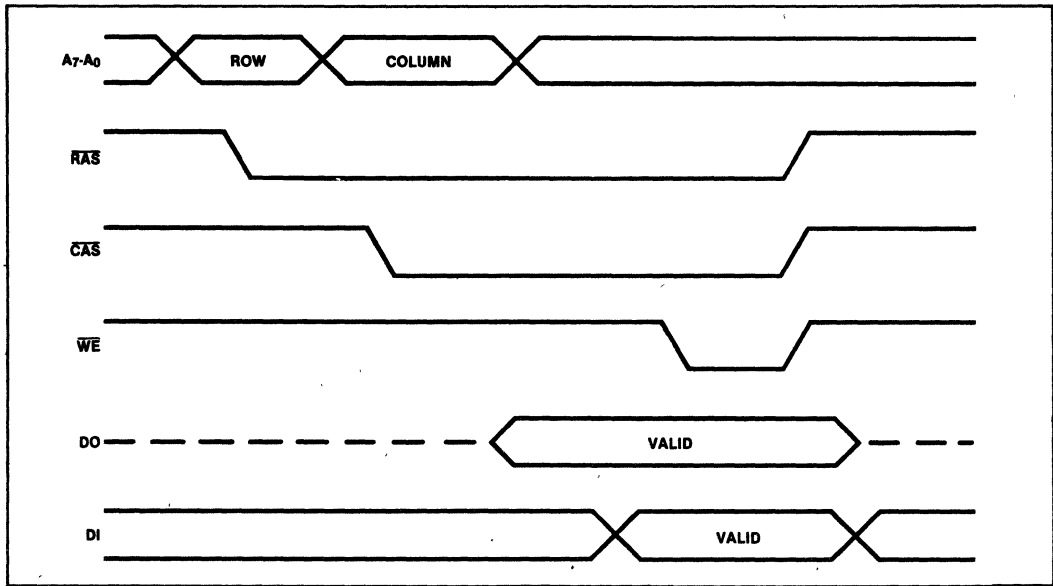 A7-A0 ROW COLUMN
RAS
CAS
WE
DO VALID
DI VALID